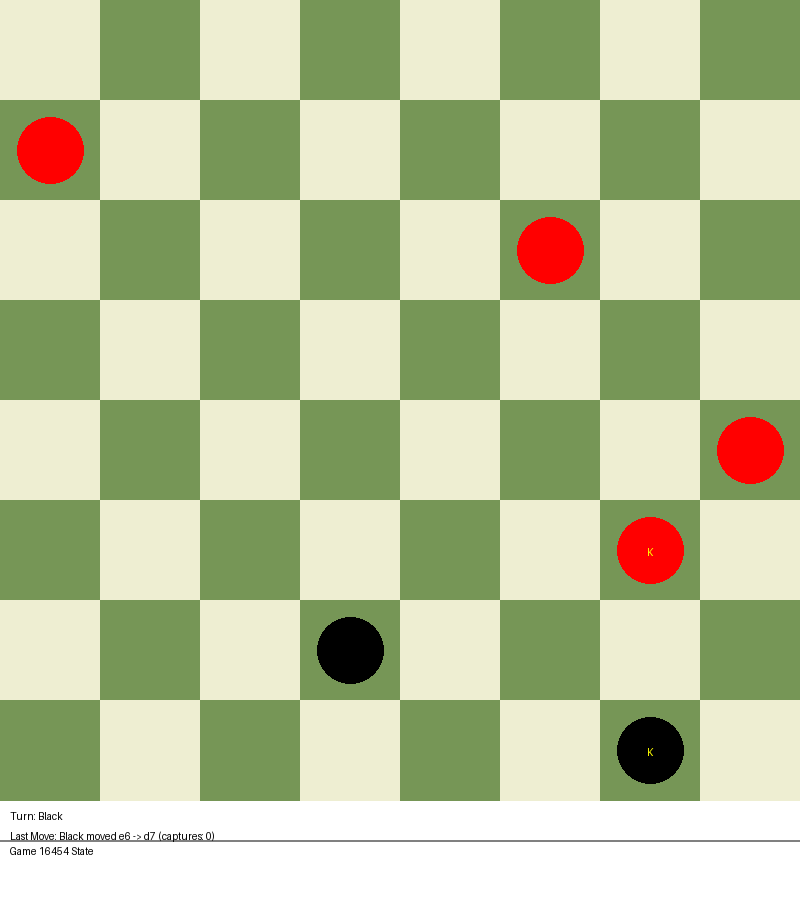 K
K
Turn: Black
Last Move: Black moved e6 -> d7 (captures: 0)
Game 16454 State